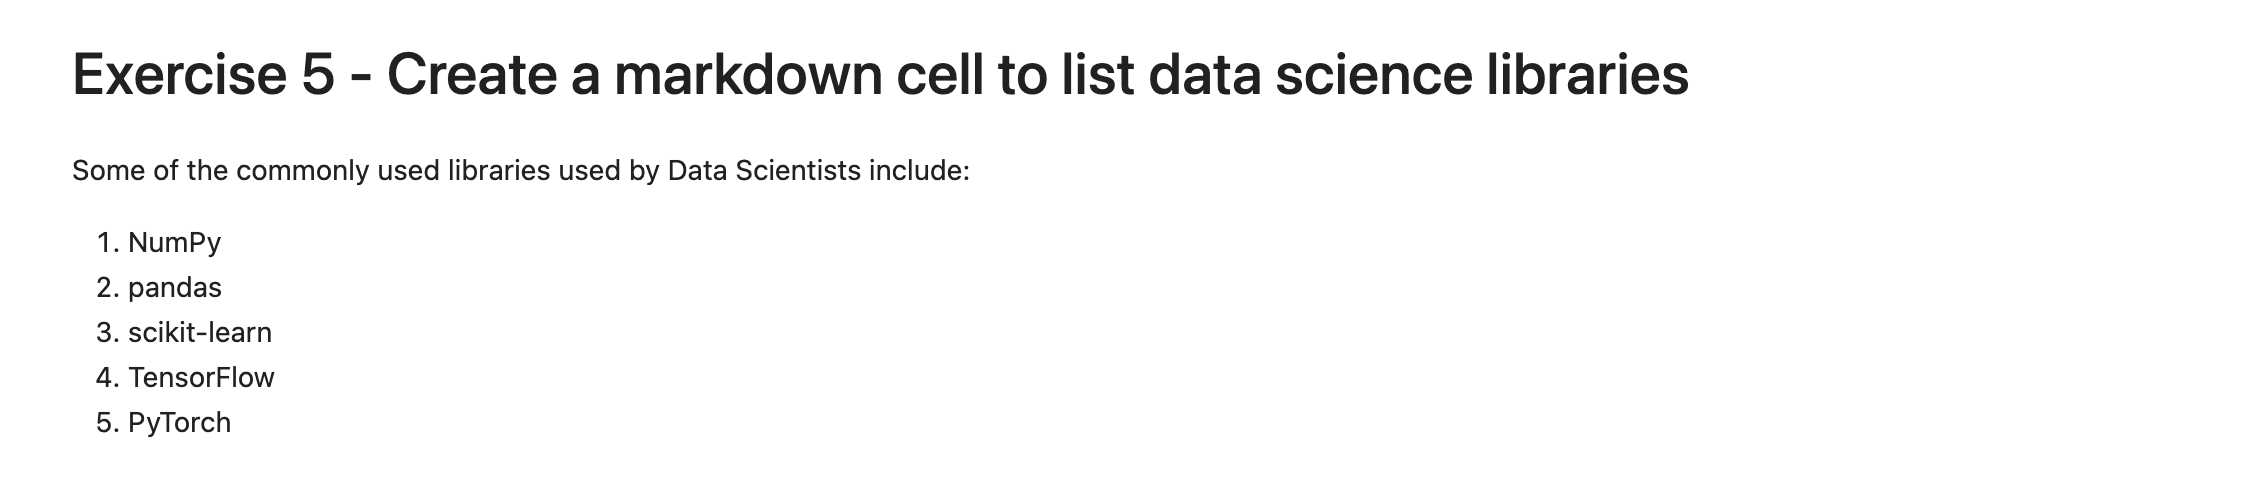 Exercise 5 - Create a markdown cell to list data science libraries
Some of the commonly used libraries used by Data Scientists include:
1. NumPy
2. pandas
3. scikit-learn
4. TensorFlow
5. PyTorch